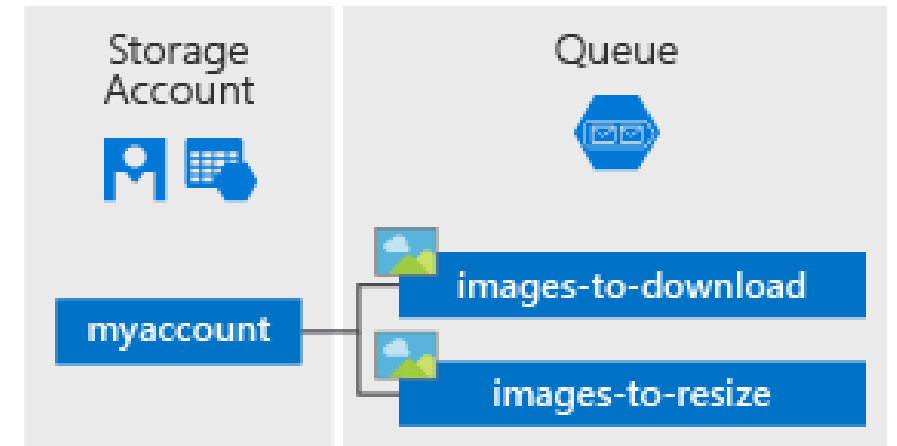 Storage
Account
Queue
images-to-download
myaccount
images-to-resize